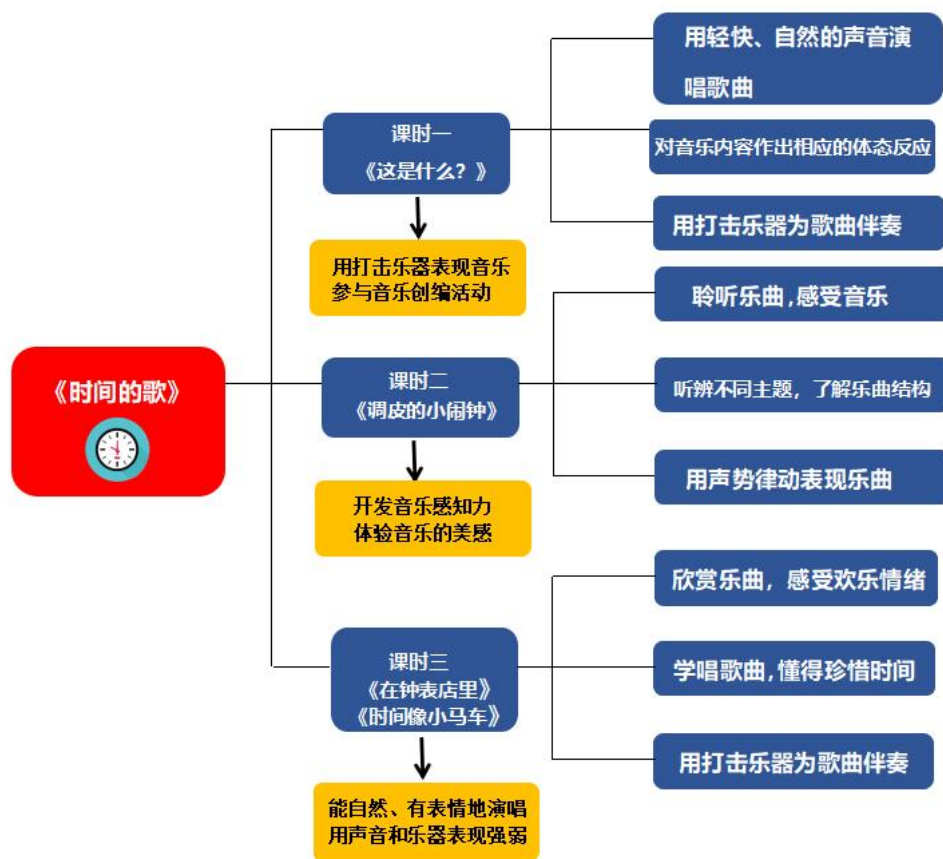 《时间的歌》
课时一
《这是什么？》
用打击乐器表现音乐
参与音乐创编活动
用轻快、自然的声音演
唱歌曲
对音乐内容作出相应的体态反应
用打击乐器为歌曲伴奏
课时二
《调皮的小闹钟》
开发音乐感知力
体验音乐的美感
聆听乐曲,感受音乐
听辨不同主题，了解乐曲结构
用声势律动表现乐曲
课时三
《在钟表店里》
《时间像小马车》
能自然、有表情地演唱
用声音和乐器表现强弱
欣赏乐曲，感受欢乐情绪
学唱歌曲,懂得珍惜时间
用打击乐器为歌曲伴奏